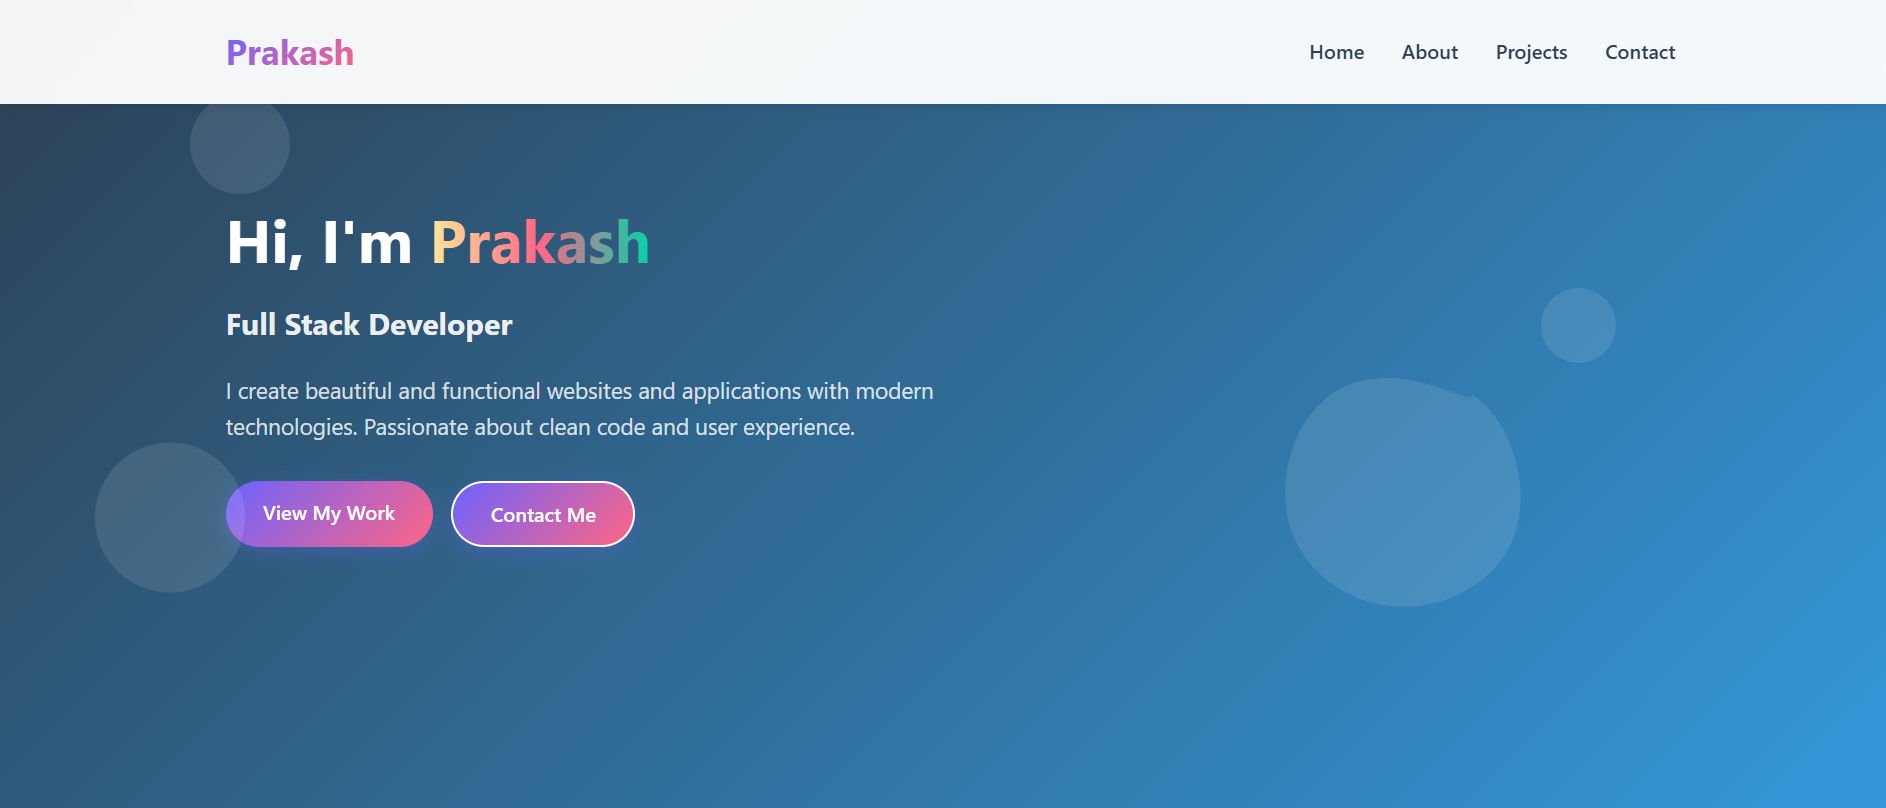 Prakash
Home About Projects Contact
Hi, I'm Prakash
Full Stack Developer
I create beautiful and functional websites and applications with modern
technologies. Passionate about clean code and user experience.
View My Work Contact Me